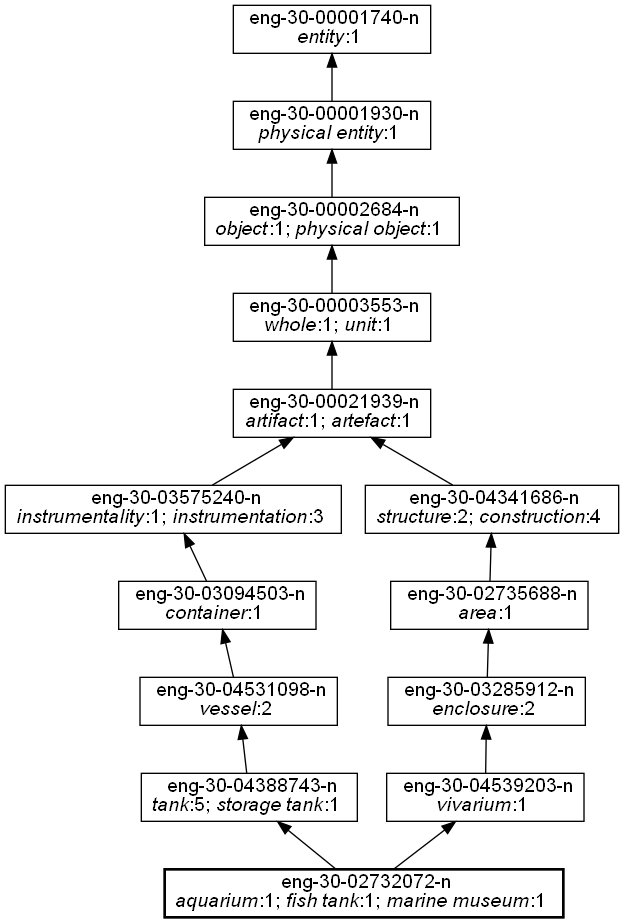 eng-30-00001740-n
entity:1
eng-30-00001930-n
physical entity:1
eng-30-00002684-n
object:1; physical object:1
eng-30-00003553-n
whole:1; unit:1
eng-30-00021939-n
artifact:1; artefact:1
eng-30-03575240-n
instrumentality:1; instrumentation:3
eng-30-04341686-n
structure:2; construction:4
eng-30-03094503-n
container:1
eng-30-02735688-n
area:1
eng-30-04531098-n
vessel:2
eng-30-03285912-n
enclosure:2
eng-30-04388743-n
tank:5; storage tank:1
eng-30-04539203-n
vivarium:1
eng-30-02732072-n
aquarium:1; fish tank:1; marine museum:1